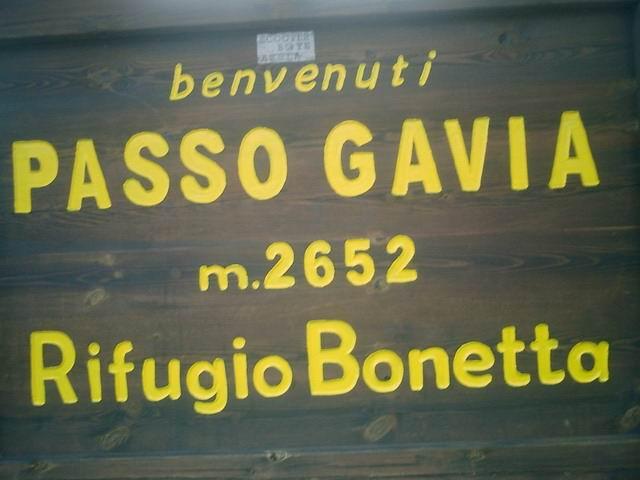 benvenuti
PASSO GAVIA
m.2652
Rifugio Bonetta